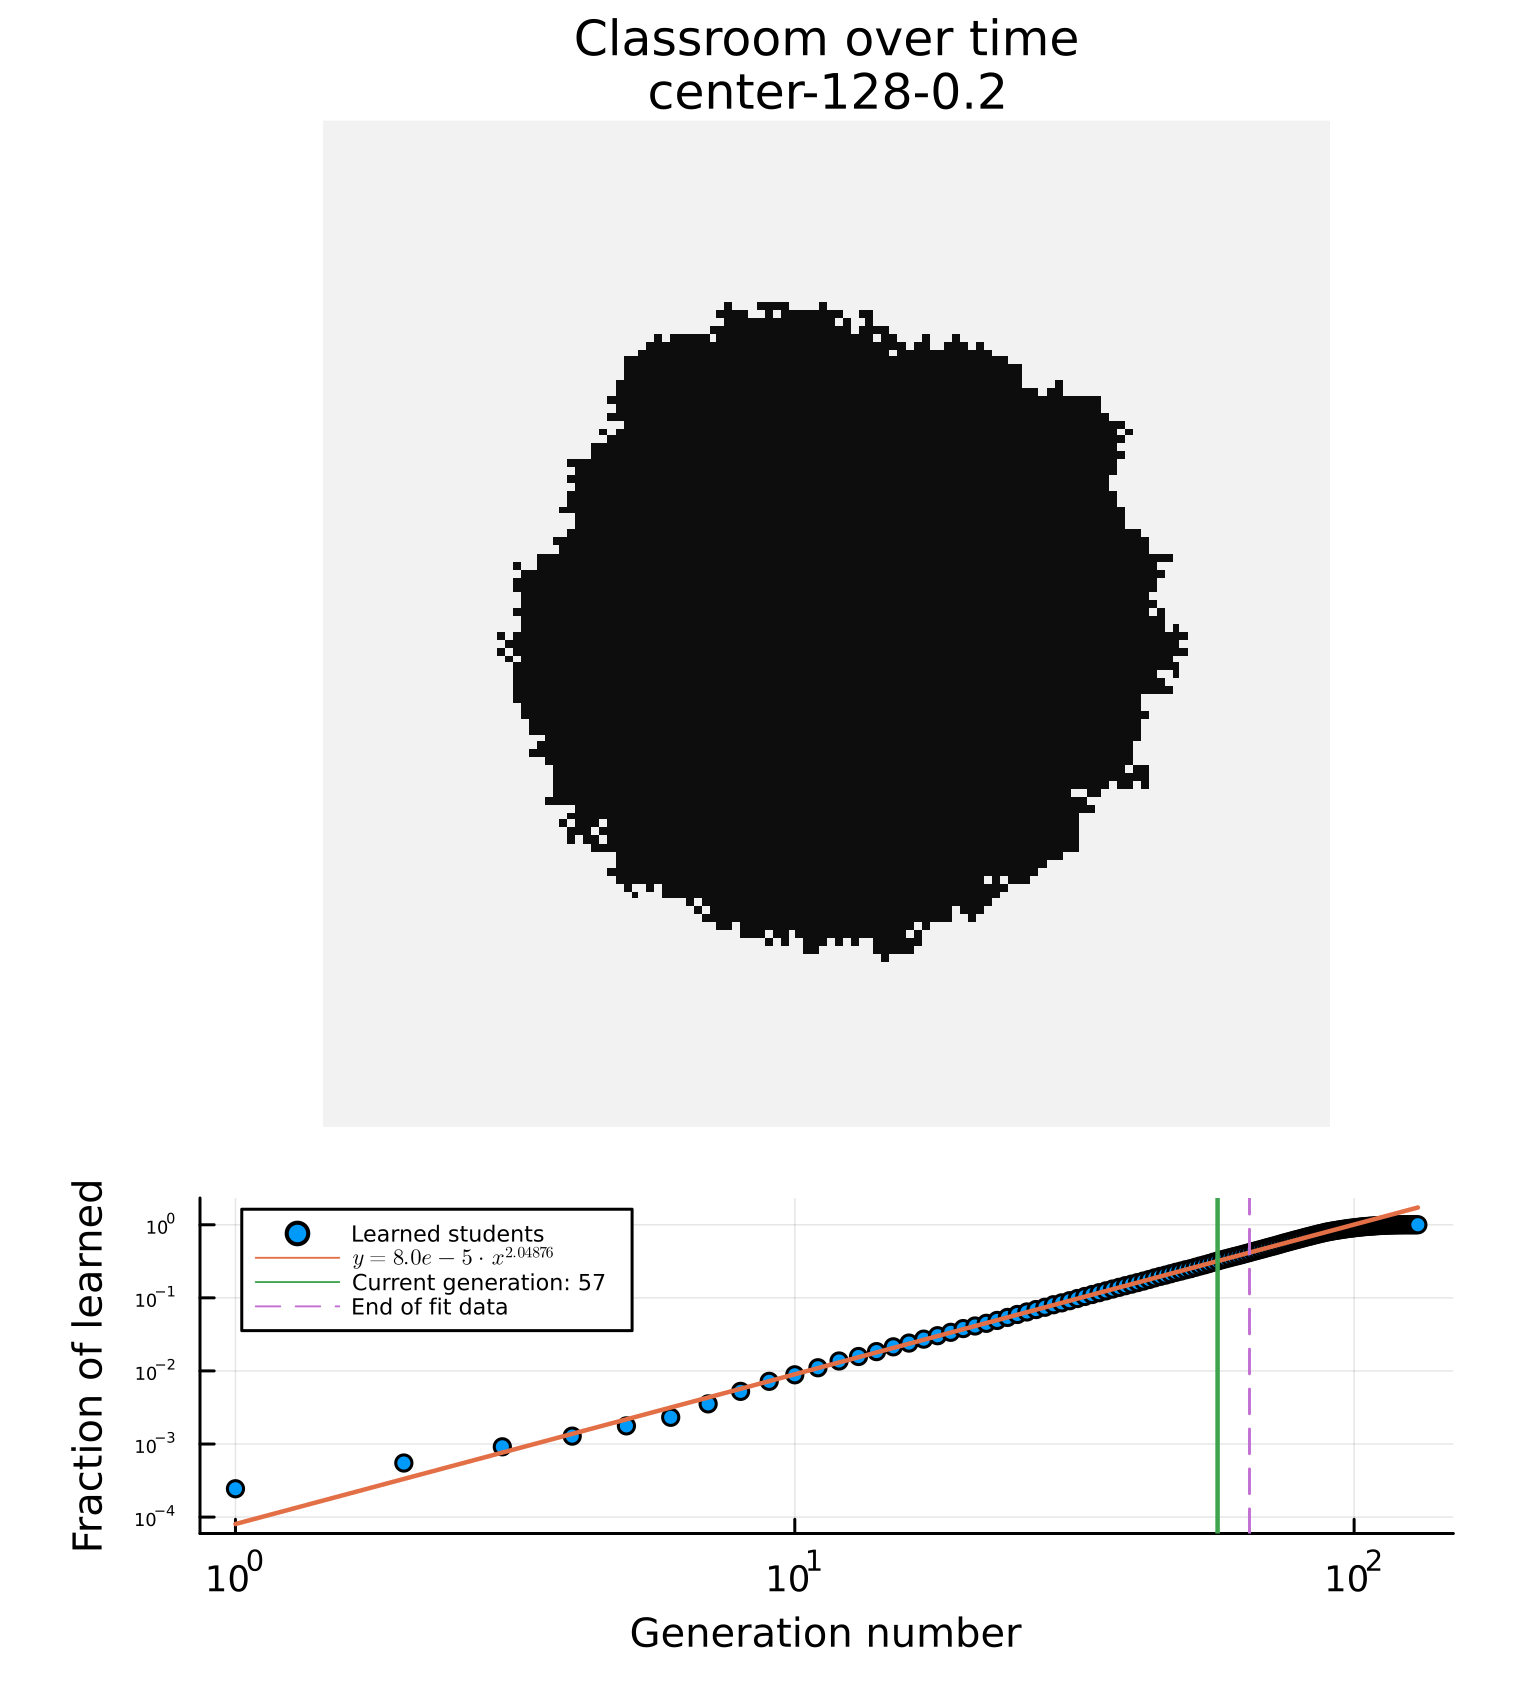 Classroom over time
center-128-0.2
Fraction of learned
10^0
10^-1
10^-2
10^-3
10^-4
Learned students
y = 8.0e − 5 · x^2.04876
Current generation: 57
End of fit data
10^0 10^1 10^2
Generation number